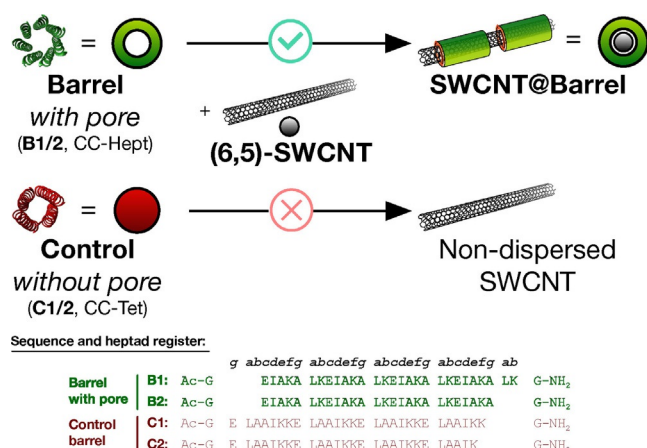 = 
Barrel
with pore
(B1/2, CC-Hept)
+
(6,5)-SWCNT
=
SWCNT@Barrel
=
Control
without pore
(C1/2, CC-Tet)
Non-dispersed
SWCNT
Sequence and heptad register:
g abcdefg abcdefg abcdefg abcdefg ab
Barrel
with pore
B1: Ac-G EIAKA LKEIAKA LKEIAKA LKEIAKA LK G-NH₂
B2: Ac-G EIAKA LKEIAKA LKEIAKA LKEIAKA G-NH₂
Control
barrel
C1: Ac-G E LAAIKKE LAAIKKE LAAIKKE LAAIKK G-NH₂
C2: Ac-G E LAAIKKE LAAIKKE LAAIKKE LAAIK G-NH₂